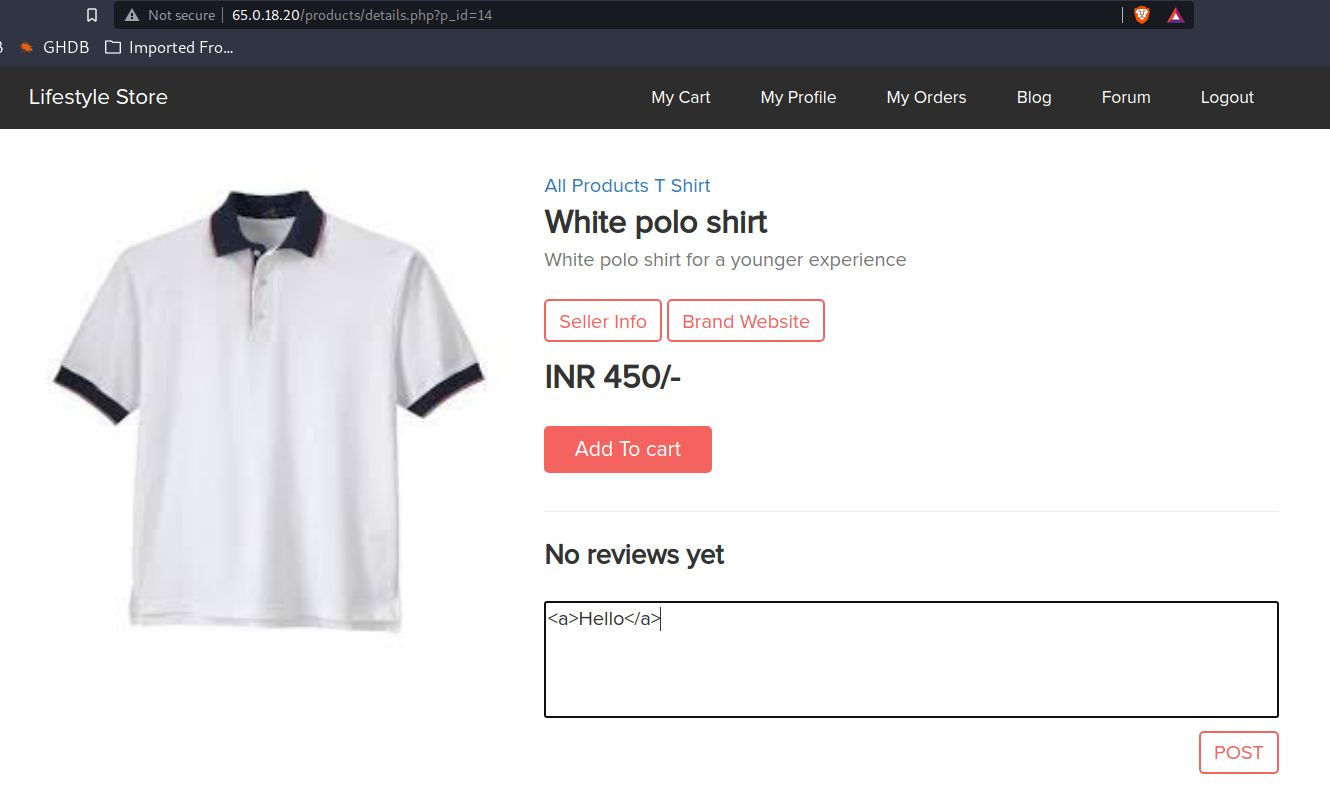 Not secure 65.0.18.20/products/details.php?p_id=14
GHDB Imported Fro...
Lifestyle Store My Cart My Profile My Orders Blog Forum Logout
All Products T Shirt
White polo shirt
White polo shirt for a younger experience
Seller Info Brand Website
INR 450/-
Add To cart
No reviews yet
<a>Hello</a>
POST